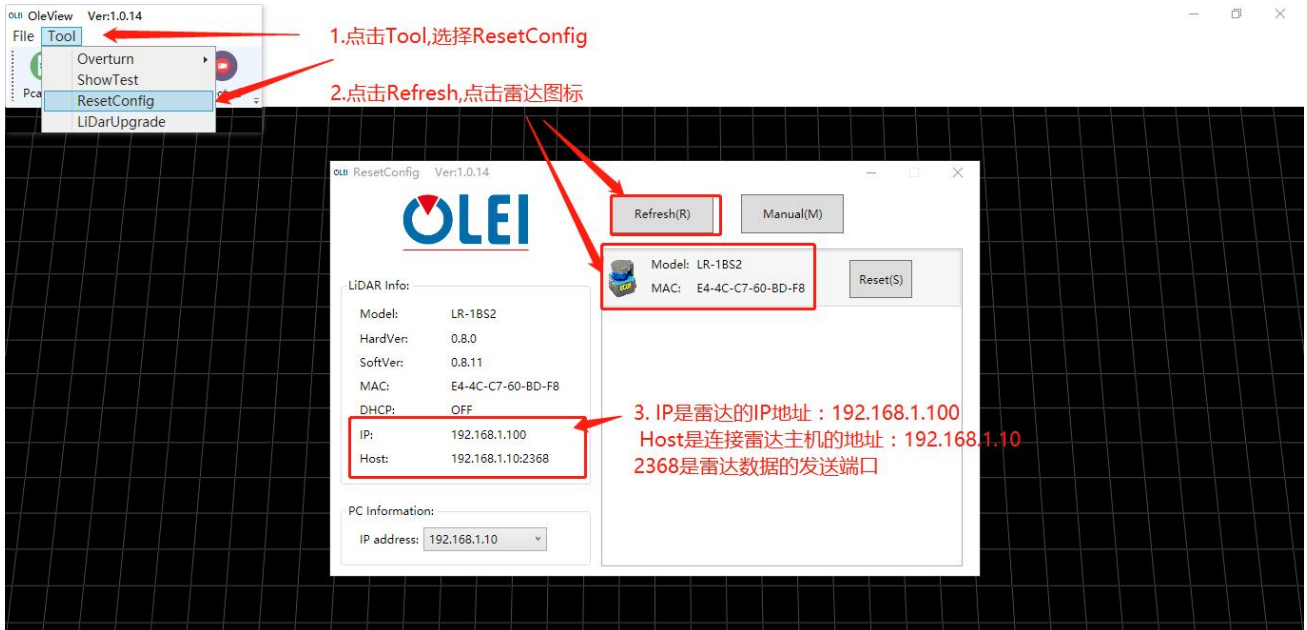 OLEI OleView Ver:1.0.14
File Tool
1.点击Tool,选择ResetConfig
Overturn
ShowTest
ResetConfig
LiDarUpgrade
Pca
2.点击Refresh,点击雷达图标
OLEI ResetConfig Ver:1.0.14
OLEI
Refresh(R) Manual(M)
Model: LR-1BS2
MAC: E4-4C-C7-60-BD-F8
Reset(S)
LiDAR Info:
Model: LR-1BS2
HardVer: 0.8.0
SoftVer: 0.8.11
MAC: E4-4C-C7-60-BD-F8
DHCP: OFF
IP: 192.168.1.100
Host: 192.168.1.10:2368
3. IP是雷达的IP地址：192.168.1.100
Host是连接雷达主机的地址：192.168.1.10
2368是雷达数据的发送端口
PC Information:
IP address: 192.168.1.10